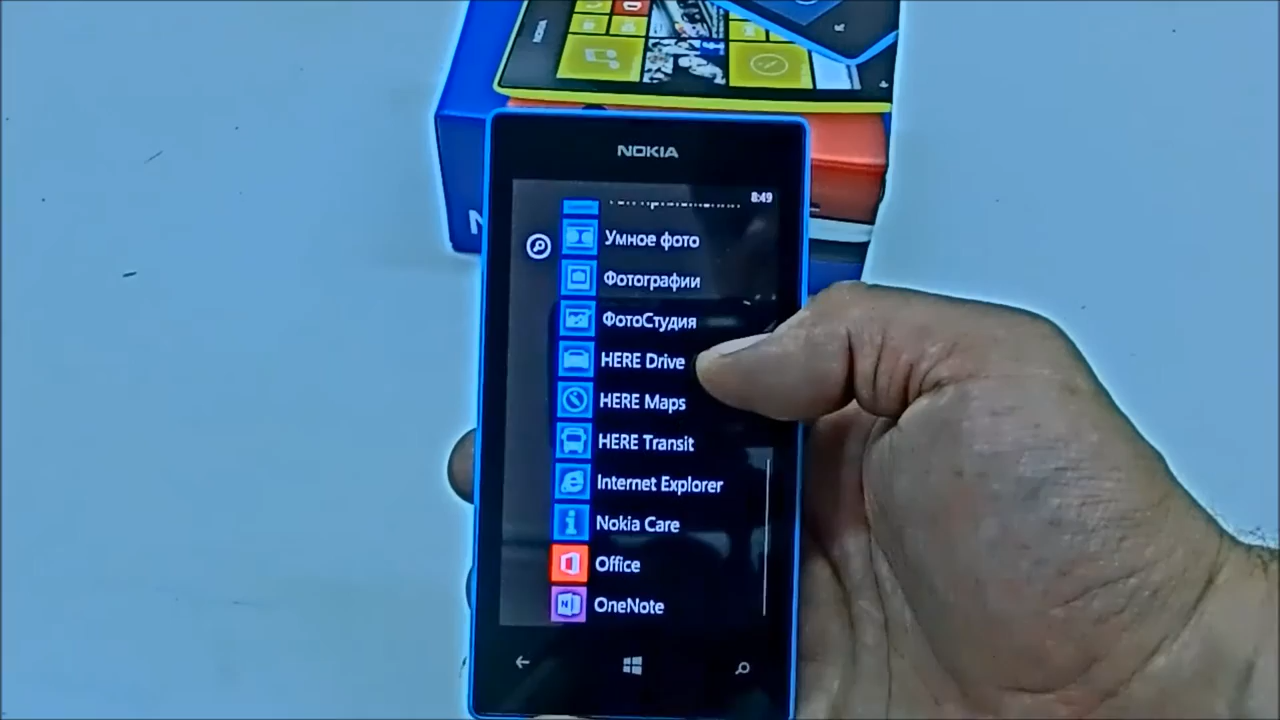 NOKIA
NOKIA
8:49
Умное фото
Фотографии
ФотоСтудия
HERE Drive
HERE Maps
HERE Transit
Internet Explorer
Nokia Care
Office
OneNote